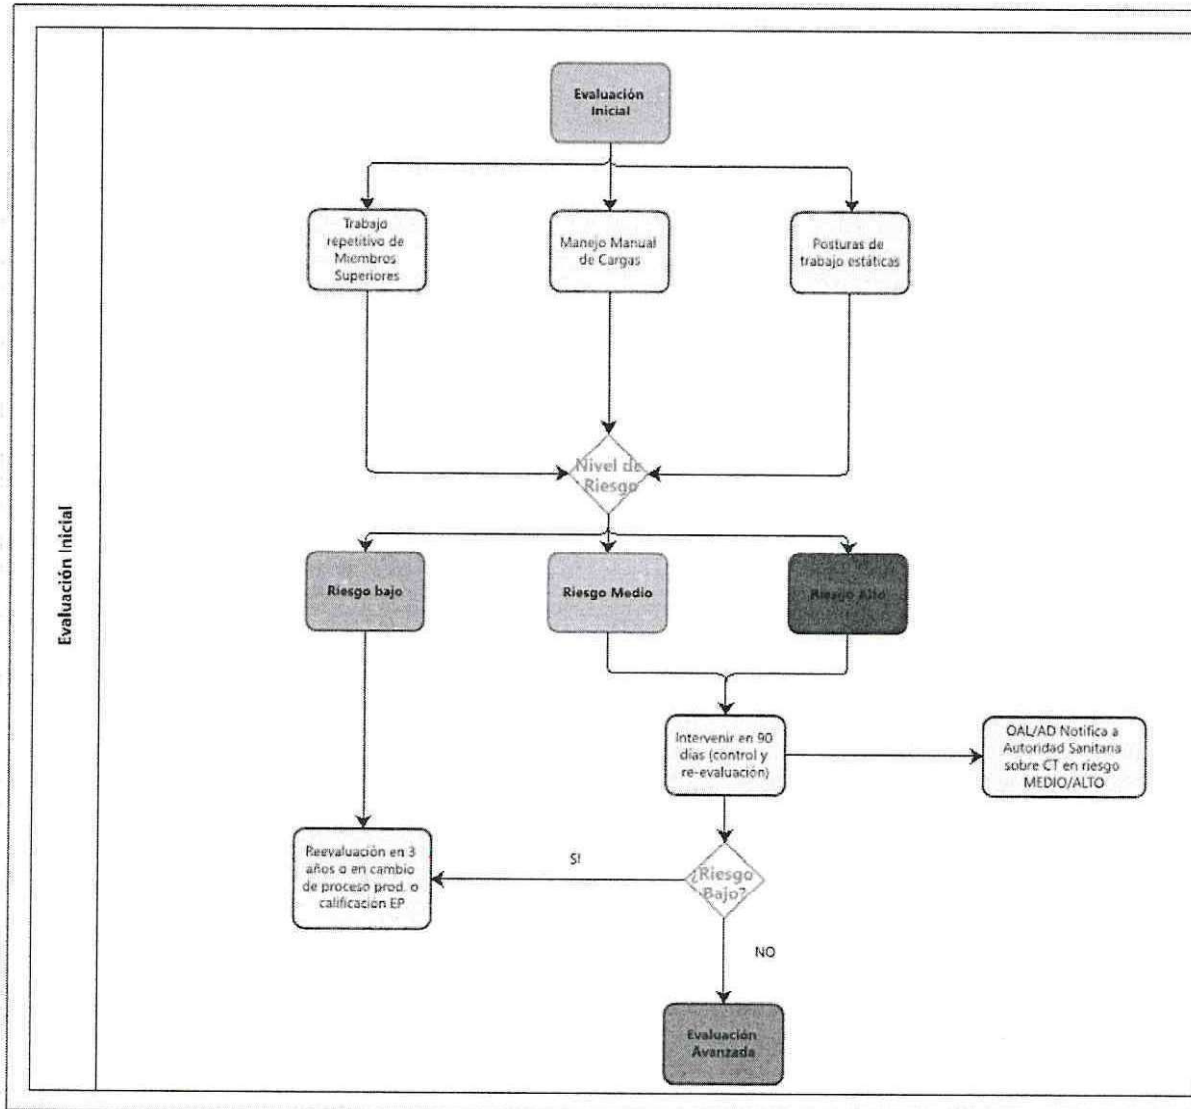 Evaluación
Inicial
Trabajo
repetitivo de
Miembros
Superiores
Manejo Manual
de Cargas
Posturas de
trabajo estáticas
Nivel de
Riesgo
Evaluación Inicial
Riesgo bajo
Riesgo Medio
Riesgo Alto
Intervenir en 90
días (control y
re-evaluación)
OAL/AD Notifica a
Autoridad Sanitaria
sobre CT en riesgo
MEDIO/ALTO
Reevaluación en 3
años o en cambio
de proceso prod. o
calificación EP
SI
¿Riesgo
Bajo?
NO
Evaluación
Avanzada